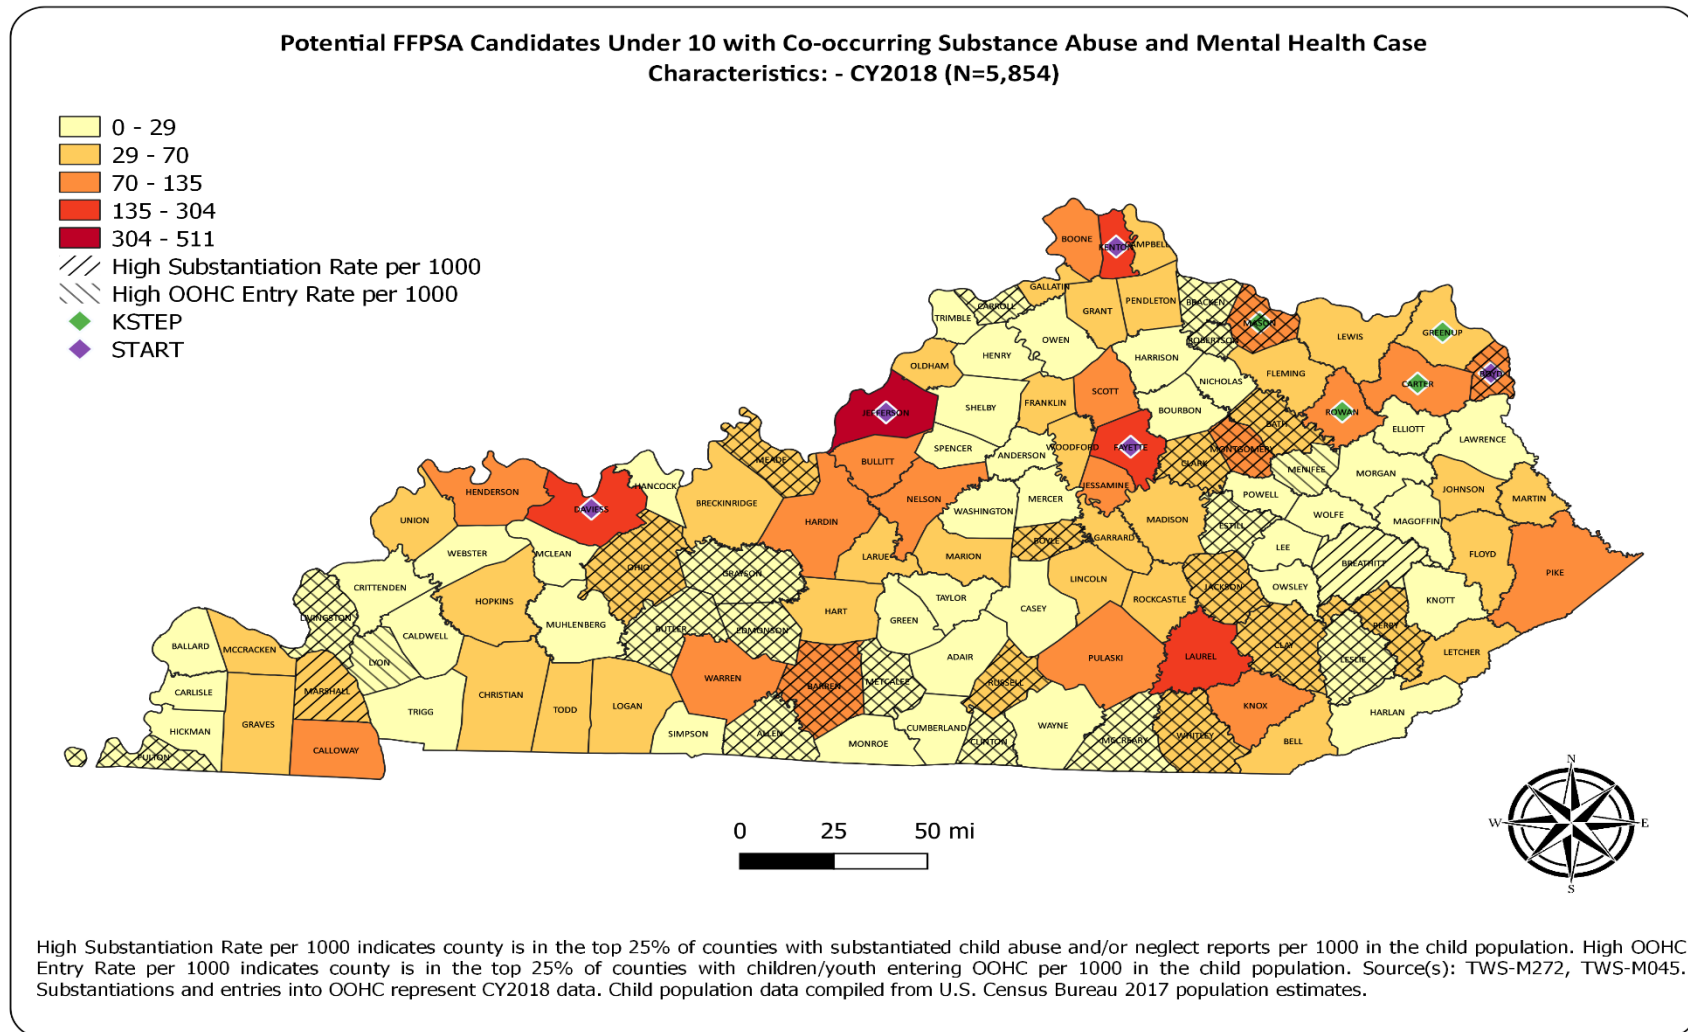 Potential FFPSA Candidates Under 10 with Co-occurring Substance Abuse and Mental Health Case
Characteristics: - CY2018 (N=5,854)
0 - 29
29 - 70
70 - 135
135 - 304
304 - 511
High Substantiation Rate per 1000
High OOHC Entry Rate per 1000
KSTEP
START
BOONE
KENTON
CAMPBELL
GALLATIN
CARROLL
TRIMBLE
GRANT
PENDLETON
BRACKEN
MASON
ROBERTSON
LEWIS
GREENUP
OWEN
HENRY
HARRISON
OLDHAM
FLEMING
CARTER
BOYD
NICHOLAS
SCOTT
SHELBY
FRANKLIN
BOURBON
ROWAN
JEFFERSON
BATH
ELLIOTT
LAWRENCE
SPENCER
ANDERSON
WOODFORD
FAYETTE
MONTGOMERY
CLARK
MENIFEE
MORGAN
MEADE
BULLITT
JESSAMINE
HANCOCK
HENDERSON
DAVIESS
BRECKINRIDGE
NELSON
MERCER
POWELL
JOHNSON
MARTIN
UNION
HARDIN
WASHINGTON
MADISON
ESTILL
WOLFE
MAGOFFIN
WEBSTER
MCLEAN
LARUE
MARION
BOYLE
GARRARD
LEE
BREATHITT
FLOYD
PIKE
OHIO
GRAYSON
CRITTENDEN
LINCOLN
ROCKCASTLE
JACKSON
OWSLEY
KNOTT
HOPKINS
HART
TAYLOR
CASEY
LIVINGSTON
CALDWELL
MUHLENBERG
BUTLER
EDMONSON
GREEN
PERRY
BALLARD
MCCRACKEN
LYON
ADAIR
PULASKI
LAUREL
CLAY
LESLIE
LETCHER
CARLISLE
MARSHALL
CHRISTIAN
TODD
LOGAN
WARREN
BARREN
METCALFE
RUSSELL
KNOX
HICKMAN
GRAVES
TRIGG
SIMPSON
ALLEN
MONROE
CUMBERLAND
CLINTON
WAYNE
MCCREARY
WHITLEY
BELL
HARLAN
FULTON
CALLOWAY
0 25 50 mi
N
W E
S
High Substantiation Rate per 1000 indicates county is in the top 25% of counties with substantiated child abuse and/or neglect reports per 1000 in the child population. High OOHC
Entry Rate per 1000 indicates county is in the top 25% of counties with children/youth entering OOHC per 1000 in the child population. Source(s): TWS-M272, TWS-M045.
Substantiations and entries into OOHC represent CY2018 data. Child population data compiled from U.S. Census Bureau 2017 population estimates.